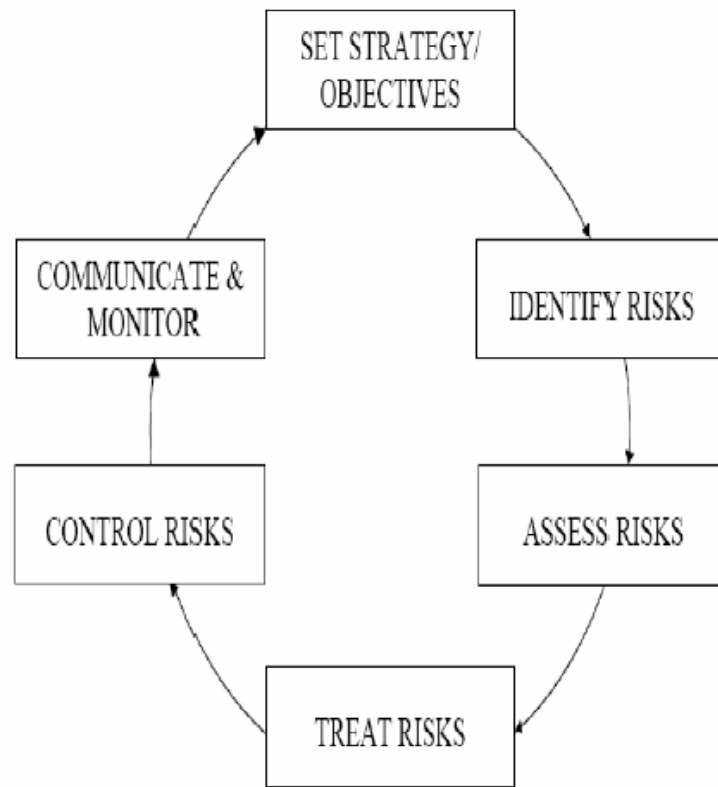 SET STRATEGY/
OBJECTIVES
IDENTIFY RISKS
ASSESS RISKS
TREAT RISKS
CONTROL RISKS
COMMUNICATE &
MONITOR